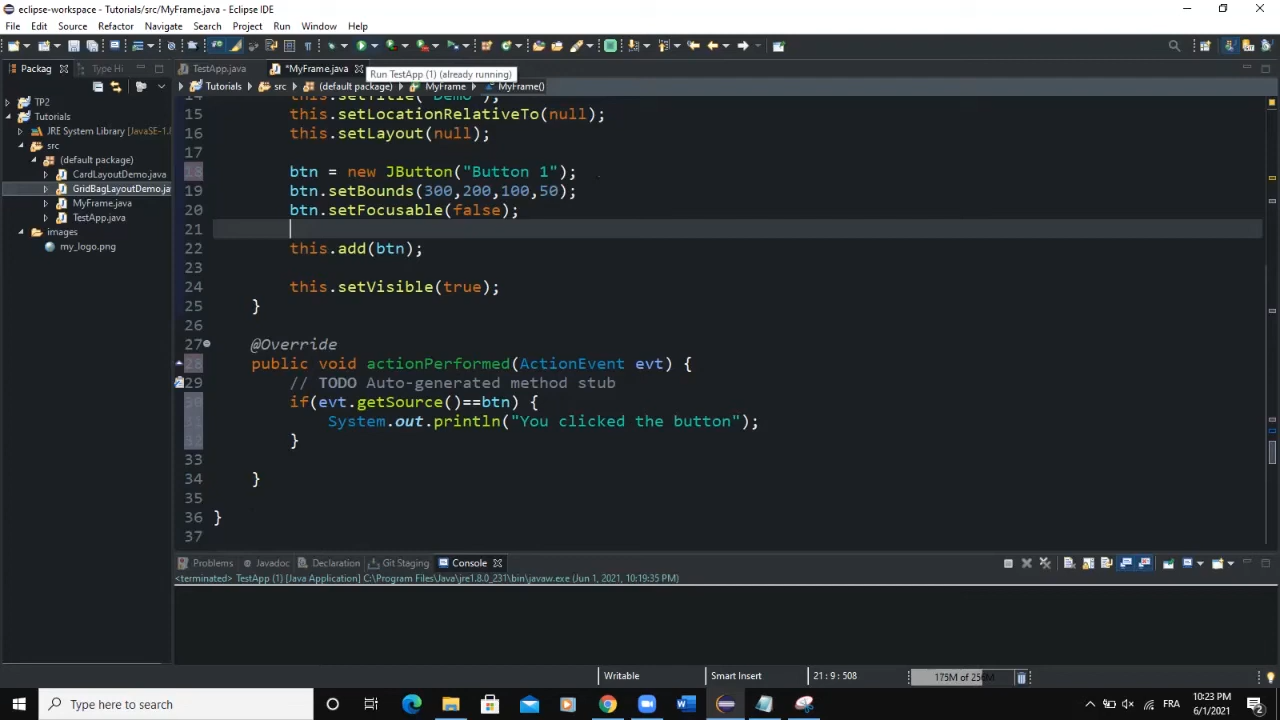 eclipse-workspace - Tutorials/src/MyFrame.java - Eclipse IDE
File Edit Source Refactor Navigate Search Project Run Window Help
Packag Type Hi TestApp.java *MyFrame.java
Run TestApp (1) (already running)
Tutorials src (default package) MyFrame MyFrame()
TP2
Tutorials
JRE System Library [JavaSE-1.
src
(default package)
CardLayoutDemo.java
GridBagLayoutDemo.ja
MyFrame.java
TestApp.java
images
my_logo.png
14 this.setTitle("Demo");
15 this.setLocationRelativeTo(null);
16 this.setLayout(null);
17
18 btn = new JButton("Button 1");
19 btn.setBounds(300,200,100,50);
20 btn.setFocusable(false);
21
22 this.add(btn);
23
24 this.setVisible(true);
25 }
26
27 @Override
28 public void actionPerformed(ActionEvent evt) {
29 // TODO Auto-generated method stub
30 if(evt.getSource()==btn) {
31 System.out.println("You clicked the button");
32 }
33
34 }
35
36 }
37
Problems Javadoc Declaration Git Staging Console
<terminated> TestApp (1) [Java Application] C:\Program Files\Java\jre1.8.0_231\bin\javaw.exe (Jun 1, 2021, 10:19:35 PM)
Writable Smart Insert 21 : 9 : 508 175M of 256M
Type here to search
FRA
10:23 PM
6/1/2021
2